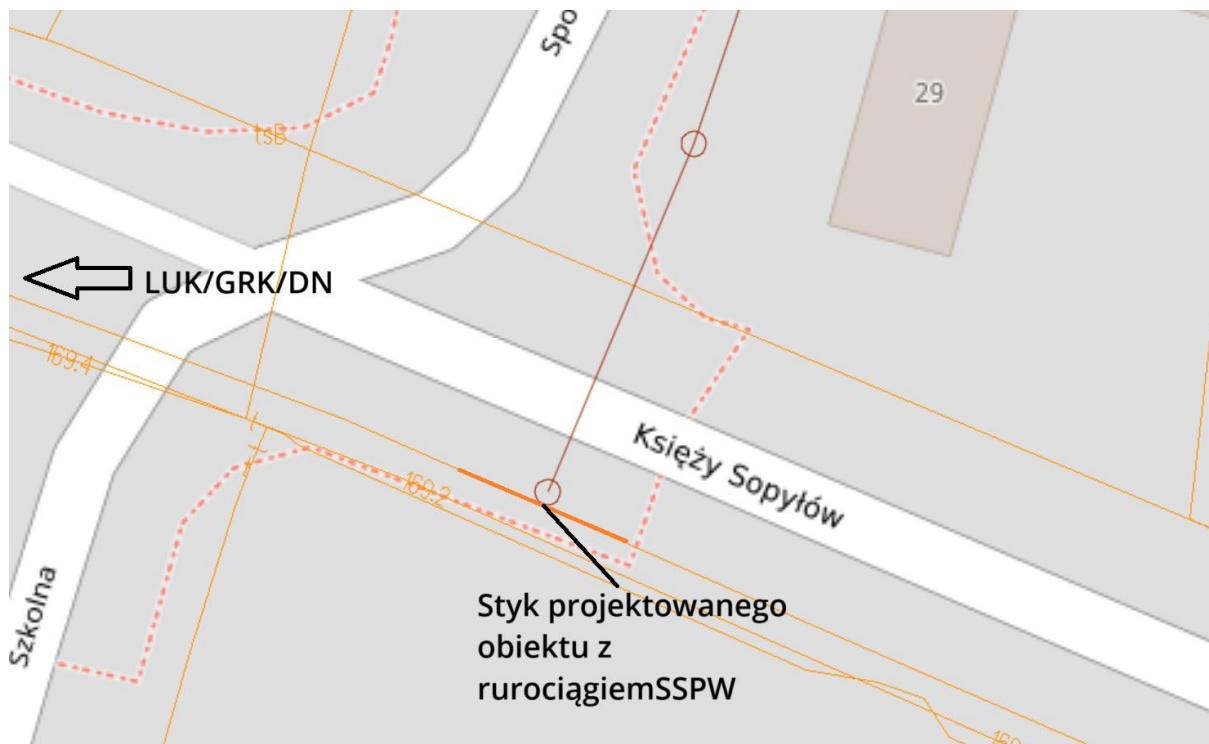 Spo
29
tsB
LUK/GRK/DN
169.4
t
Księży Sopyłów
169.2
Szkolna
Styk projektowanego
obiektu z
rurociągiemSSPW